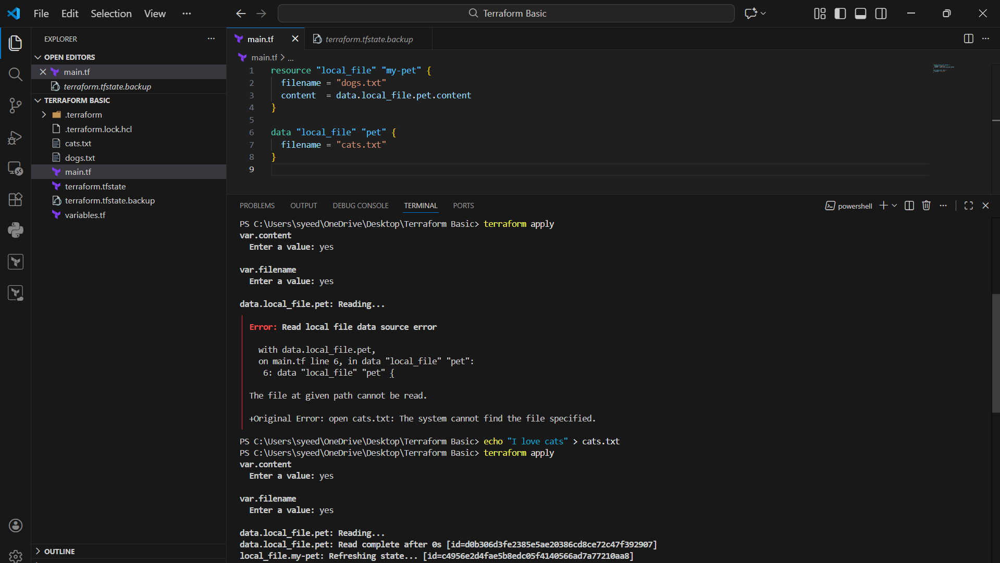 File Edit Selection View ···
Terraform Basic
EXPLORER
OPEN EDITORS
main.tf
terraform.tfstate.backup
TERRAFORM BASIC
.terraform
.terraform.lock.hcl
cats.txt
dogs.txt
main.tf
terraform.tfstate
terraform.tfstate.backup
variables.tf
OUTLINE
main.tf
terraform.tfstate.backup
main.tf > ...
1 resource "local_file" "my-pet" {
2 filename = "dogs.txt"
3 content  = data.local_file.pet.content
4 }
5
6 data "local_file" "pet" {
7 filename = "cats.txt"
8 }
9
PROBLEMS OUTPUT DEBUG CONSOLE TERMINAL PORTS
powershell
PS C:\Users\syeed\OneDrive\Desktop\Terraform Basic> terraform apply
var.content
Enter a value: yes
var.filename
Enter a value: yes
data.local_file.pet: Reading...
Error: Read local file data source error
with data.local_file.pet,
on main.tf line 6, in data "local_file" "pet":
6: data "local_file" "pet" {
The file at given path cannot be read.
+Original Error: open cats.txt: The system cannot find the file specified.
PS C:\Users\syeed\OneDrive\Desktop\Terraform Basic> echo "I love cats" > cats.txt
PS C:\Users\syeed\OneDrive\Desktop\Terraform Basic> terraform apply
var.content
Enter a value: yes
var.filename
Enter a value: yes
data.local_file.pet: Reading...
data.local_file.pet: Read complete after 0s [id=d0b306d3fe2385e5ae20386cd8ce72c47f392907]
local_file.my-pet: Refreshing state... [id=c4956e2d4fae5b8edc05f4140566ad7a77210aa8]